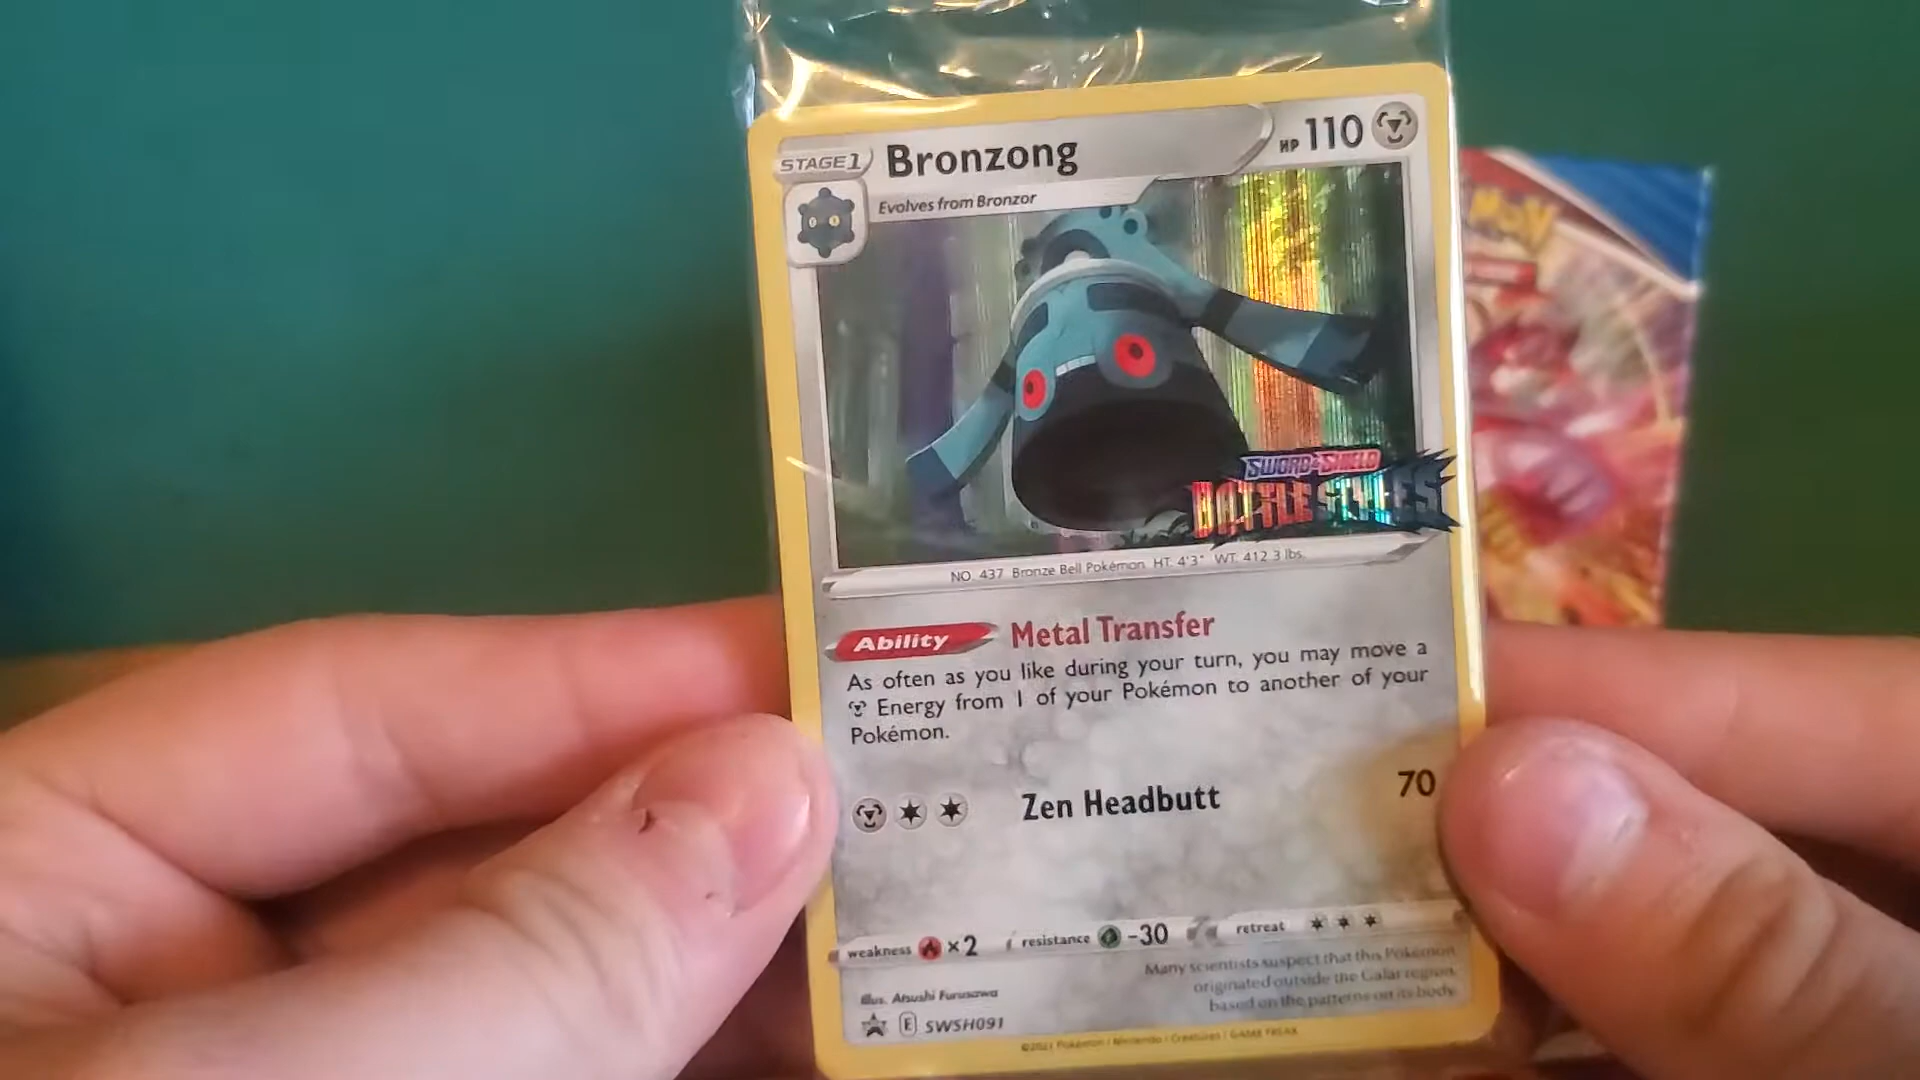 STAGE1 Bronzong HP 110
Evolves from Bronzor
SWORD & SHIELD
BATTLE STYLES
NO. 437 Bronze Bell Pokémon HT: 4'3" WT: 412.3 lbs.
Ability Metal Transfer
As often as you like during your turn, you may move a
Energy from 1 of your Pokémon to another of your
Pokémon.
Zen Headbutt 70
weakness ×2 resistance -30 retreat
Many scientists suspect that this Pokémon
originated outside the Galar region,
based on the patterns on its body.
Illus. Atsushi Furusawa
E SWSH091
©2021 Pokémon / Nintendo / Creatures / GAME FREAK